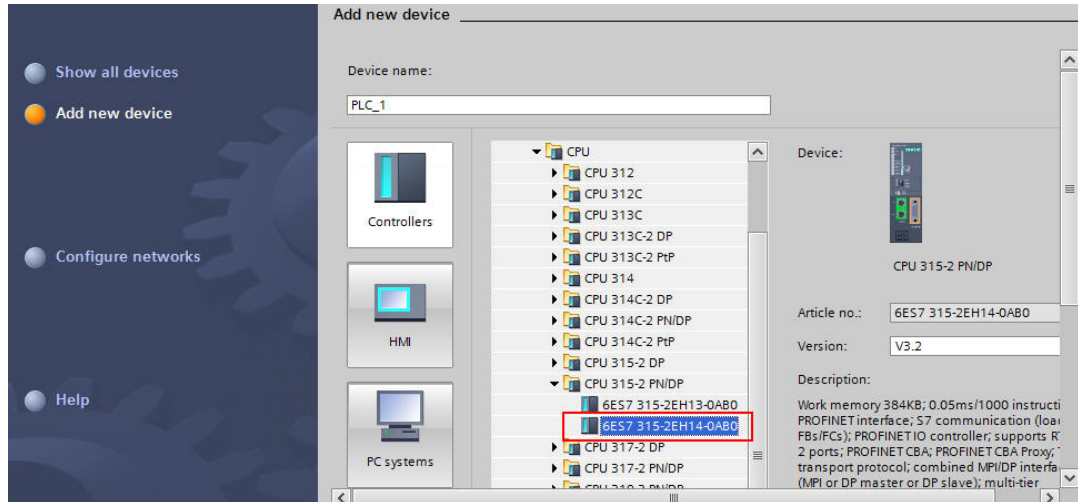 Add new device
Show all devices
Add new device
Configure networks
Help
Device name:
PLC_1
Controllers
HMI
PC systems
CPU
CPU 312
CPU 312C
CPU 313C
CPU 313C-2 DP
CPU 313C-2 PtP
CPU 314
CPU 314C-2 DP
CPU 314C-2 PN/DP
CPU 314C-2 PtP
CPU 315-2 DP
CPU 315-2 PN/DP
6ES7 315-2EH13-0AB0
6ES7 315-2EH14-0AB0
CPU 317-2 DP
CPU 317-2 PN/DP
Device:
CPU 315-2 PN/DP
Article no.: 6ES7 315-2EH14-0AB0
Version: V3.2
Description:
Work memory 384KB; 0.05ms/1000
PROFINET interface; S7 communication
FBs/FCs); PROFINET IO controller; supports
2 ports; PROFINET CBA; PROFINET CBA Proxy;
transport protocol; combined MPI/DP
(MPI or DP master or DP slave); multi-tier